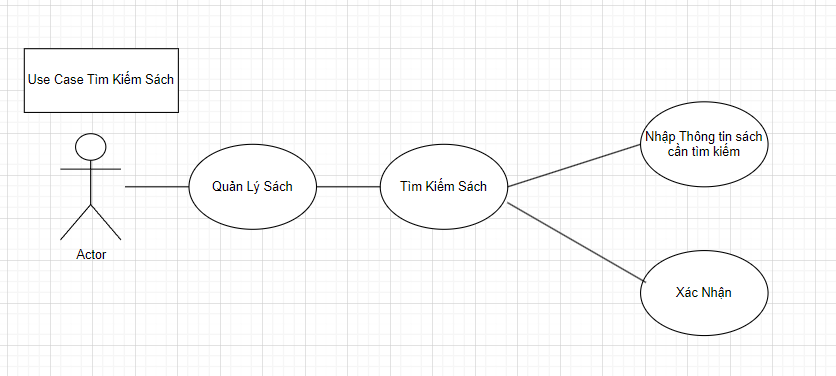 Use Case Tìm Kiếm Sách
Nhập Thông tin sách
cần tìm kiếm
Quản Lý Sách
Tìm Kiếm Sách
Actor
Xác Nhận